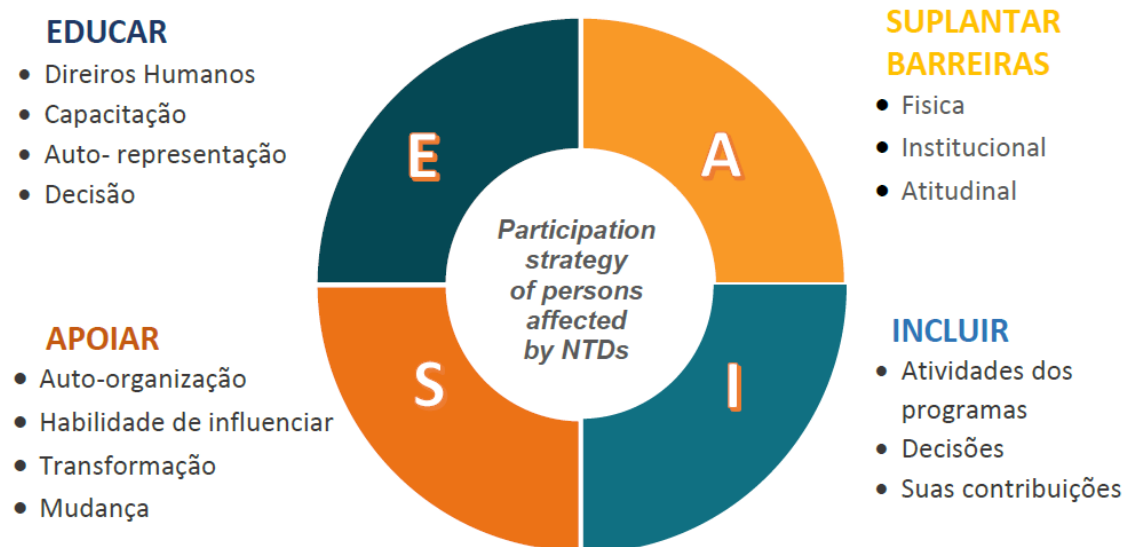 EDUCAR
• Direiros Humanos
• Capacitação
• Auto- representação
• Decisão
SUPLANTAR
BARREIRAS
• Fisica
• Institucional
• Atitudinal
E
A
Participation
strategy
of persons
affected
by NTDs
S
I
APOIAR
• Auto-organização
• Habilidade de influenciar
• Transformação
• Mudança
INCLUIR
• Atividades dos
programas
• Decisões
• Suas contribuições